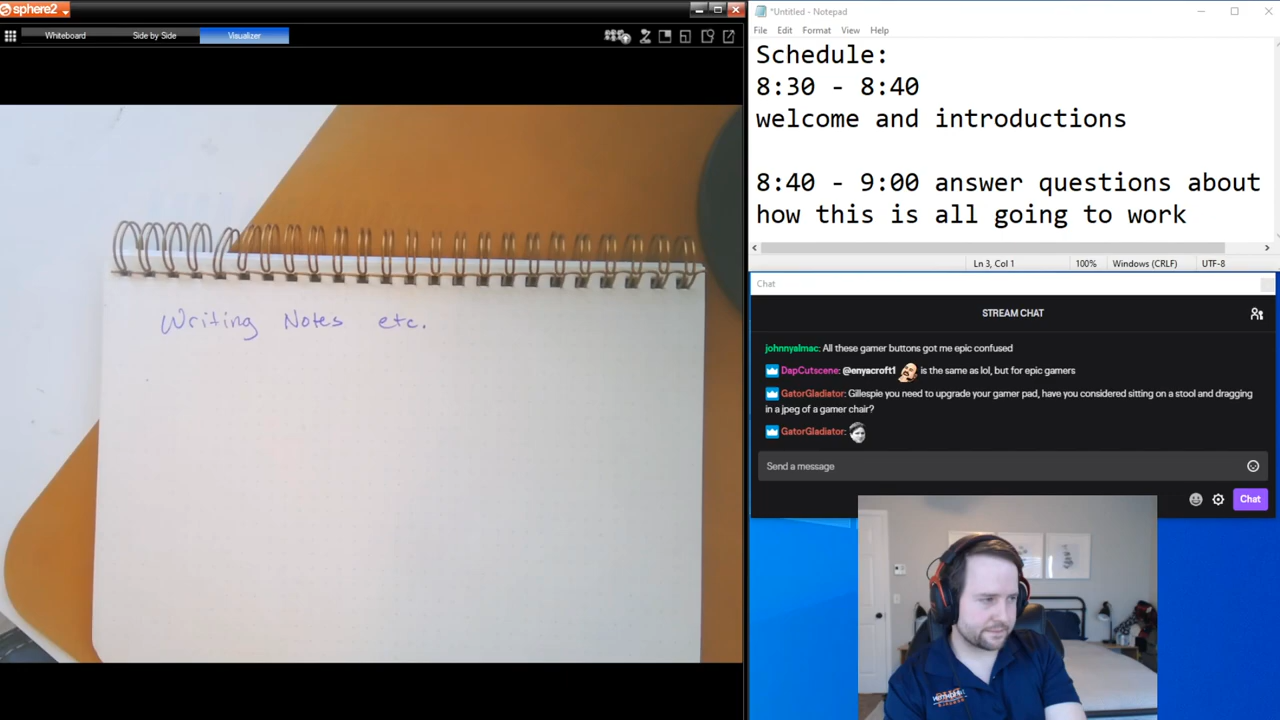 sphere2
Whiteboard
Side by Side
Visualizer
Writing Notes etc.
*Untitled - Notepad
File Edit Format View Help
Schedule:
8:30 - 8:40
welcome and introductions
8:40 - 9:00 answer questions about
how this is all going to work
Ln 3, Col 1
100%
Windows (CRLF)
UTF-8
Chat
STREAM CHAT
johnnyalmac: All these gamer buttons got me epic confused
DapCutscene: @enyacroft1 is the same as lol, but for epic gamers
GatorGladiator: Gillespie you need to upgrade your gamer pad, have you considered sitting on a stool and dragging
in a jpeg of a gamer chair?
GatorGladiator:
Send a message
Chat